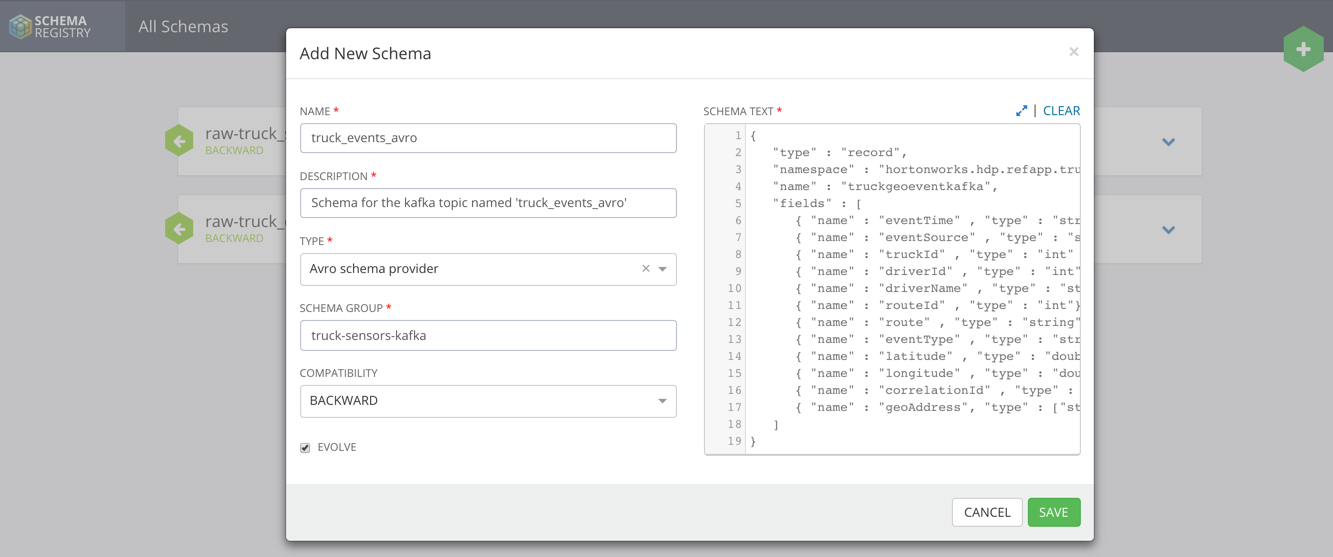 SCHEMA
REGISTRY
All Schemas
Add New Schema
×
NAME *
truck_events_avro
DESCRIPTION *
Schema for the kafka topic named 'truck_events_avro'
TYPE *
Avro schema provider
×
SCHEMA GROUP *
truck-sensors-kafka
COMPATIBILITY
BACKWARD
EVOLVE
SCHEMA TEXT *
| CLEAR
1 {
2 "type" : "record",
3 "namespace" : "hortonworks.hdp.refapp.tru
4 "name" : "truckgeoeventkafka",
5 "fields" : [
6 { "name" : "eventTime" , "type" : "str
7 { "name" : "eventSource" , "type" : "s
8 { "name" : "truckId" , "type" : "int"
9 { "name" : "driverId" , "type" : "int"
10 { "name" : "driverName" , "type" : "st
11 { "name" : "routeId" , "type" : "int"}
12 { "name" : "route" , "type" : "string"
13 { "name" : "eventType" , "type" : "str
14 { "name" : "latitude" , "type" : "doub
15 { "name" : "longitude" , "type" : "dou
16 { "name" : "correlationId" , "type" :
17 { "name" : "geoAddress", "type" : ["st
18 ]
19 }
CANCEL
SAVE
raw-truck_
BACKWARD
raw-truck_
BACKWARD